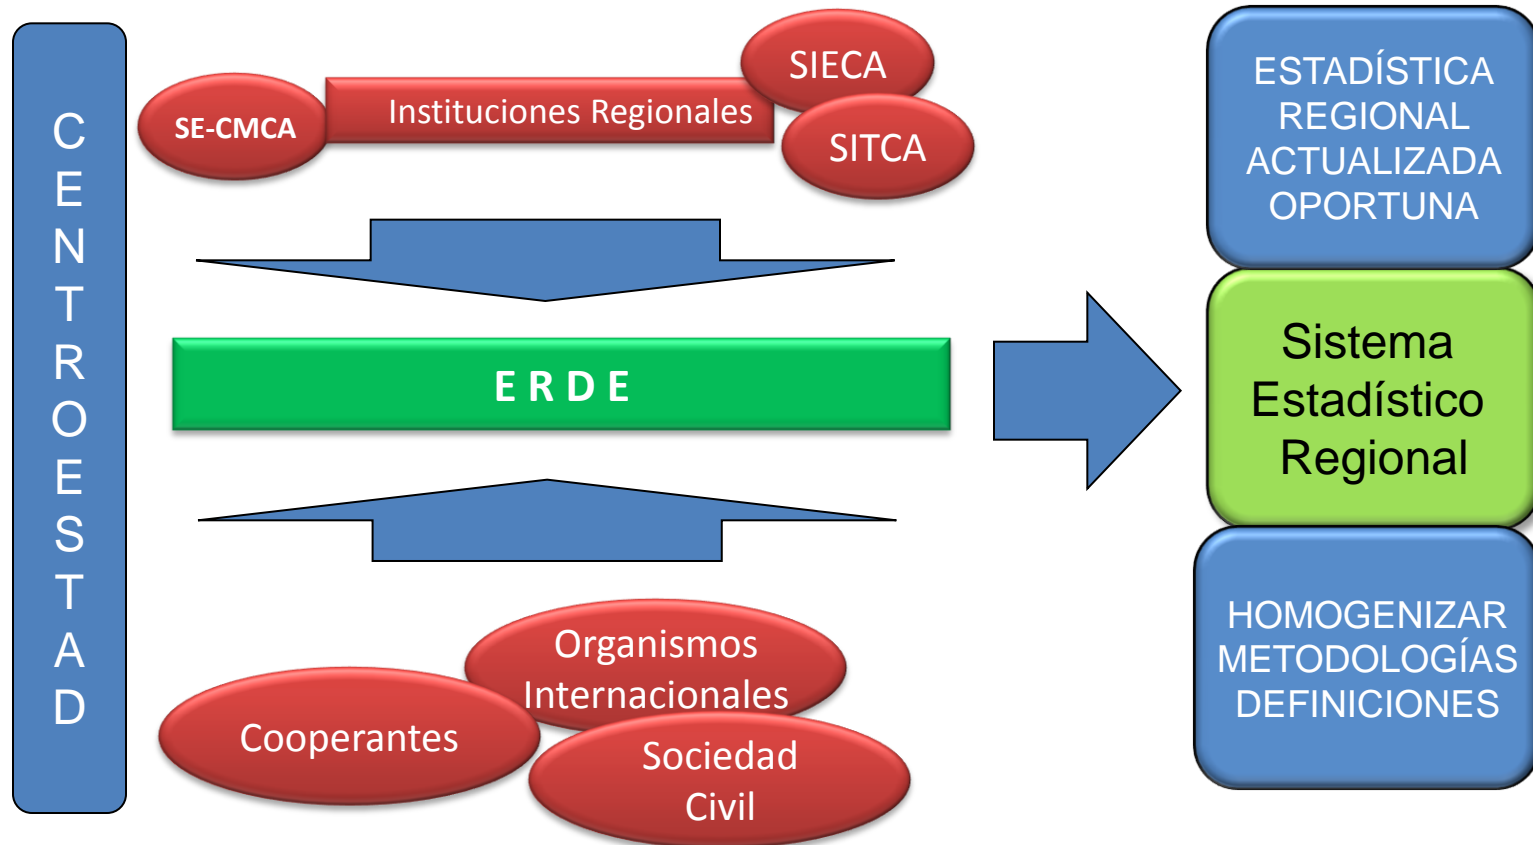 CENTROESTAD
SE-CMCA
Instituciones Regionales
SIECA
SITCA
E R D E
Organismos
Internacionales
Cooperantes
Sociedad
Civil
ESTADÍSTICA
REGIONAL
ACTUALIZADA
OPORTUNA
Sistema
Estadístico
Regional
HOMOGENIZAR
METODOLOGÍAS
DEFINICIONES